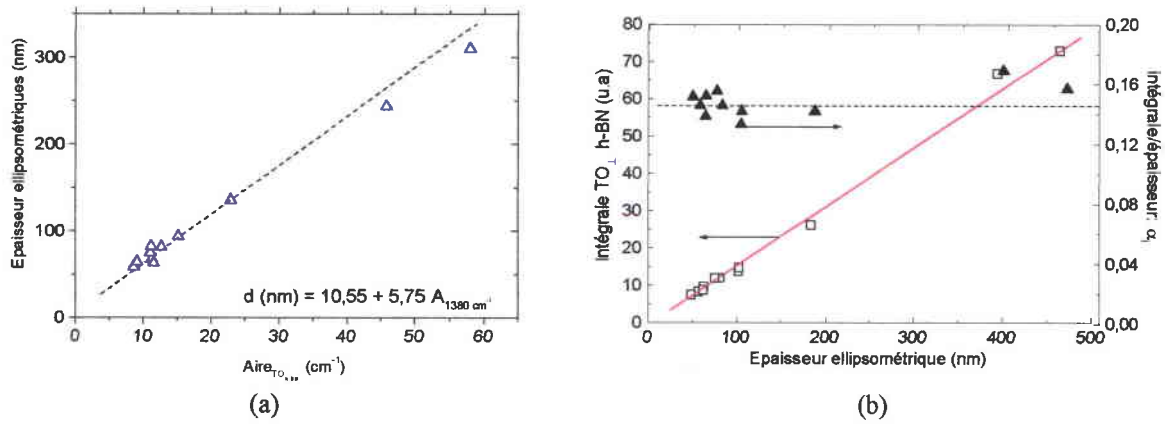 (a)
Epaisseur ellipsométriques (nm)
300
200
100
0
d (nm) = 10,55 + 5,75 A1380 cm⁻¹
0 10 20 30 40 50 60
Aire_TO (cm⁻¹)
(a)
(b)
Intégrale TO⊥ h-BN (u.a)
80
70
60
50
40
30
20
10
0
0,20
0,16
0,12
0,08
0,04
0,00
intégrale/épaisseur: αi
0 100 200 300 400 500
Epaisseur ellipsométrique (nm)
(b)